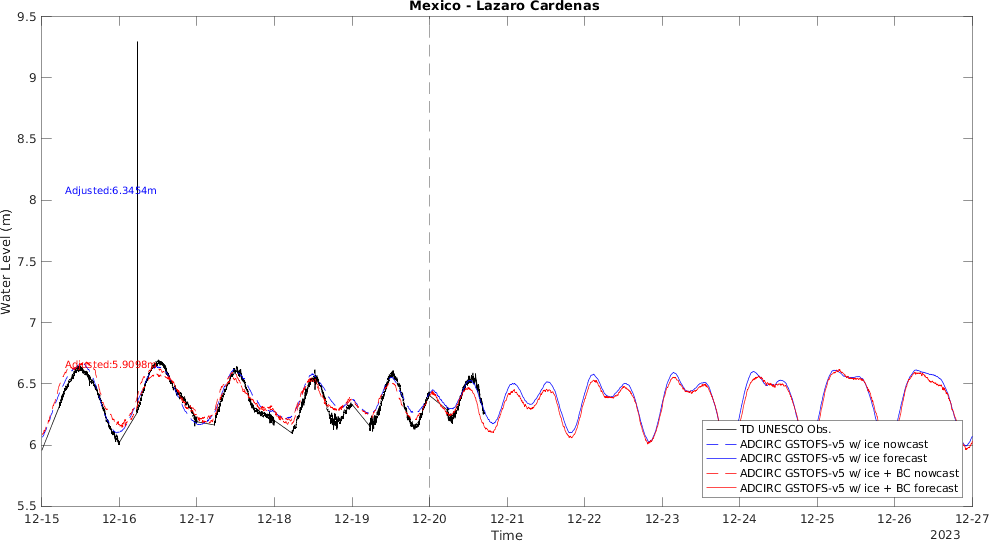 Mexico - Lazaro Cardenas
9.5
9
8.5
8
7.5
7
6.5
6
5.5
Water Level (m)
Adjusted:6.3454m
Adjusted:5.9098m
TD UNESCO Obs.
ADCIRC GSTOFS-v5 w/ ice nowcast
ADCIRC GSTOFS-v5 w/ ice forecast
ADCIRC GSTOFS-v5 w/ ice + BC nowcast
ADCIRC GSTOFS-v5 w/ ice + BC forecast
12-15 12-16 12-17 12-18 12-19 12-20 12-21 12-22 12-23 12-24 12-25 12-26 12-27
Time
2023